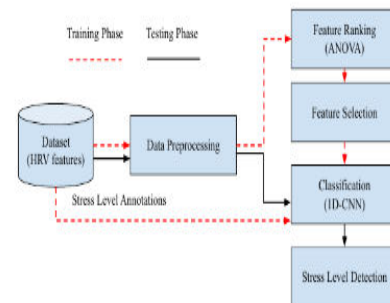 Training Phase
Testing Phase
Feature Ranking
(ANOVA)
Dataset
(HRV features)
Data Preprocessing
Feature Selection
Stress Level Annotations
Classification
(1D-CNN)
Stress Level Detection